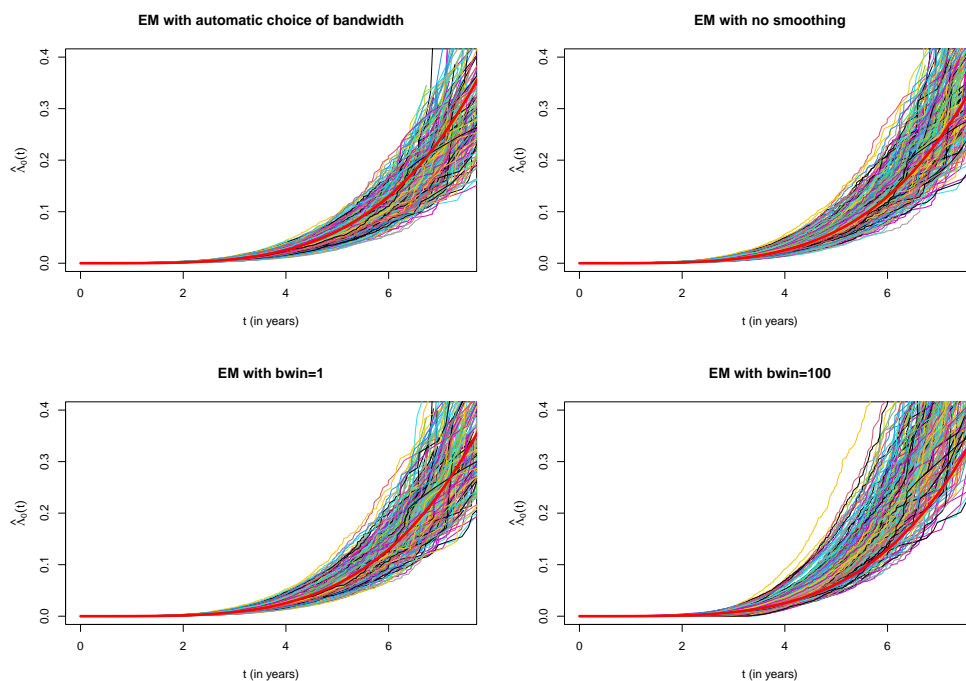 EM with automatic choice of bandwidth
EM with no smoothing
0.4
0.3
0.2
0.1
0.0
Λ̂₀(t)
0 2 4 6
t (in years)
0.4
0.3
0.2
0.1
0.0
Λ̂₀(t)
0 2 4 6
t (in years)
EM with bwin=1
EM with bwin=100
0.4
0.3
0.2
0.1
0.0
Λ̂₀(t)
0 2 4 6
t (in years)
0.4
0.3
0.2
0.1
0.0
Λ̂₀(t)
0 2 4 6
t (in years)